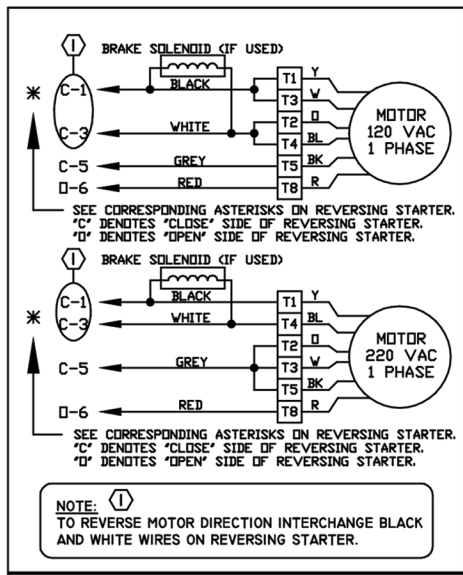 1 BRAKE SOLENOID (IF USED)
* C-1 BLACK T1 Y
T3 W
C-3 WHITE T2 O
T4 BL
C-5 GREY T5 BK
O-6 RED T8 R
MOTOR
120 VAC
1 PHASE
SEE CORRESPONDING ASTERISKS ON REVERSING STARTER.
"C" DENOTES "CLOSE" SIDE OF REVERSING STARTER.
"O" DENOTES "OPEN" SIDE OF REVERSING STARTER.
1 BRAKE SOLENOID (IF USED)
C-1 BLACK T1 Y
* C-3 WHITE T4 BL
T2 O
C-5 GREY T3 W
T5 BK
O-6 RED T8 R
MOTOR
220 VAC
1 PHASE
SEE CORRESPONDING ASTERISKS ON REVERSING STARTER.
"C" DENOTES "CLOSE" SIDE OF REVERSING STARTER.
"O" DENOTES "OPEN" SIDE OF REVERSING STARTER.
NOTE: 1
TO REVERSE MOTOR DIRECTION INTERCHANGE BLACK
AND WHITE WIRES ON REVERSING STARTER.